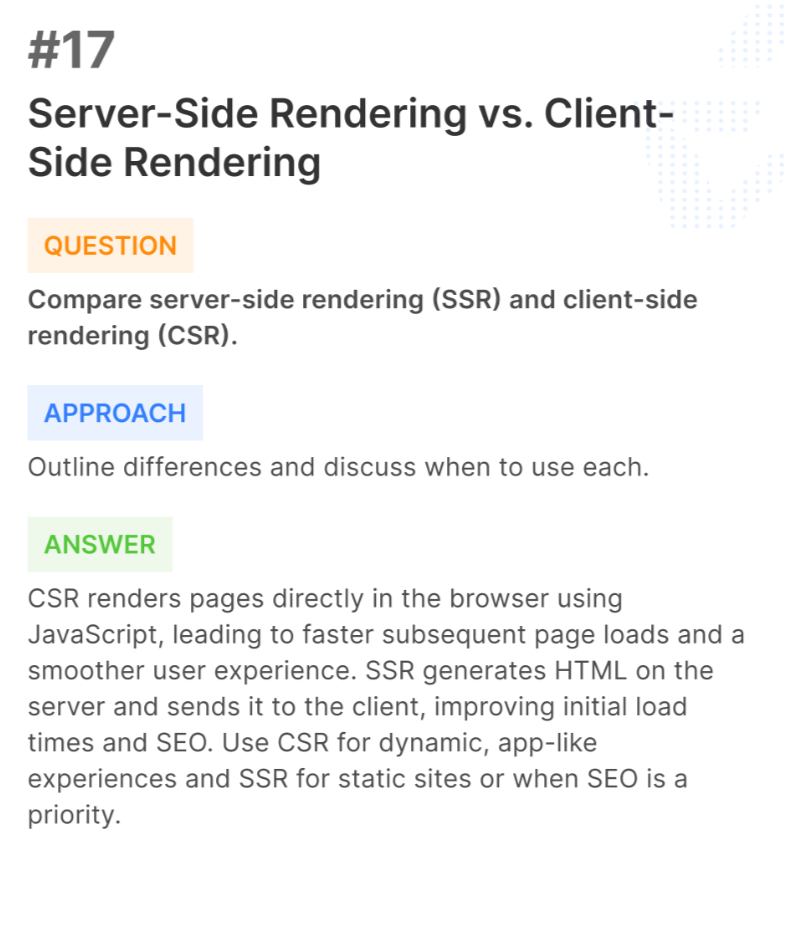 #17
Server-Side Rendering vs. Client-
Side Rendering
QUESTION
Compare server-side rendering (SSR) and client-side
rendering (CSR).
APPROACH
Outline differences and discuss when to use each.
ANSWER
CSR renders pages directly in the browser using
JavaScript, leading to faster subsequent page loads and a
smoother user experience. SSR generates HTML on the
server and sends it to the client, improving initial load
times and SEO. Use CSR for dynamic, app-like
experiences and SSR for static sites or when SEO is a
priority.